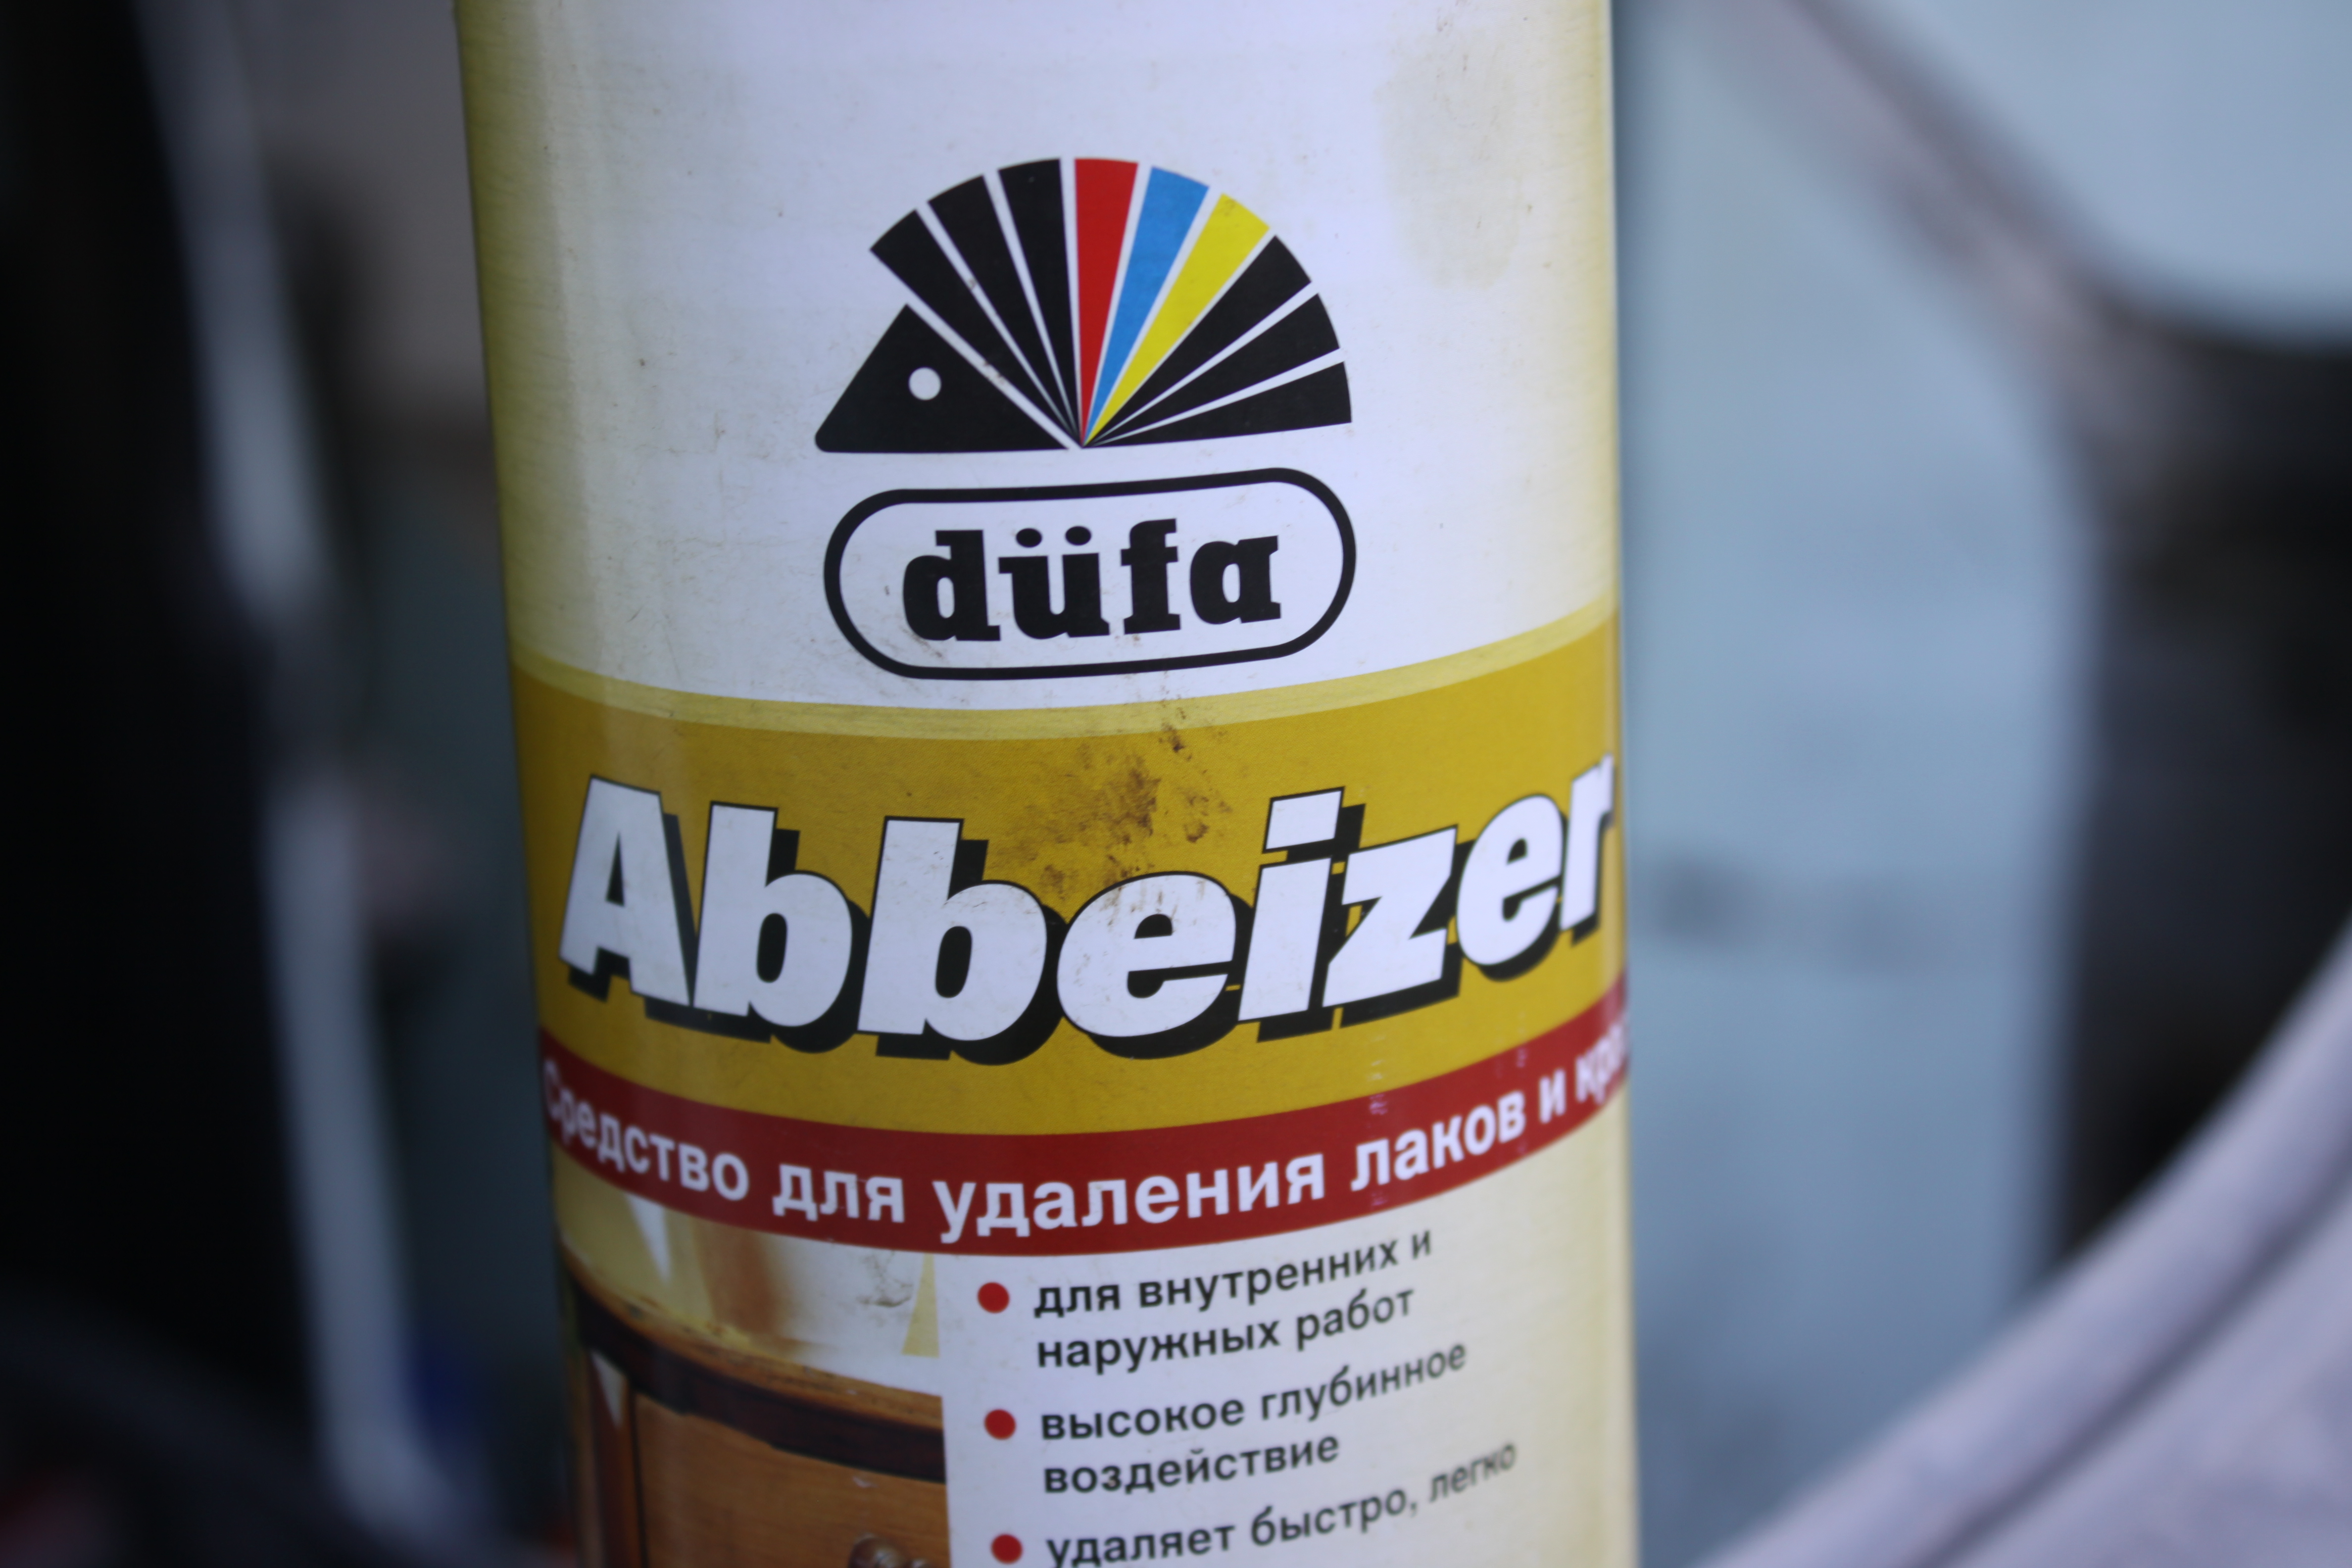 düfa
Abbeizer
Средство для удаления лаков и
для внутренних и
наружных работ
высокое глубинное
воздействие
удаляет быстро, легко